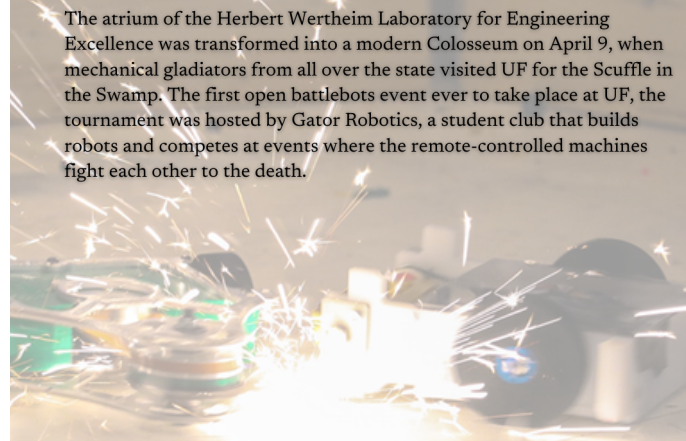 The atrium of the Herbert Wertheim Laboratory for Engineering
Excellence was transformed into a modern Colosseum on April 9, when
mechanical gladiators from all over the state visited UF for the Scuffle in
the Swamp. The first open battlebots event ever to take place at UF, the
tournament was hosted by Gator Robotics, a student club that builds
robots and competes at events where the remote-controlled machines
fight each other to the death.